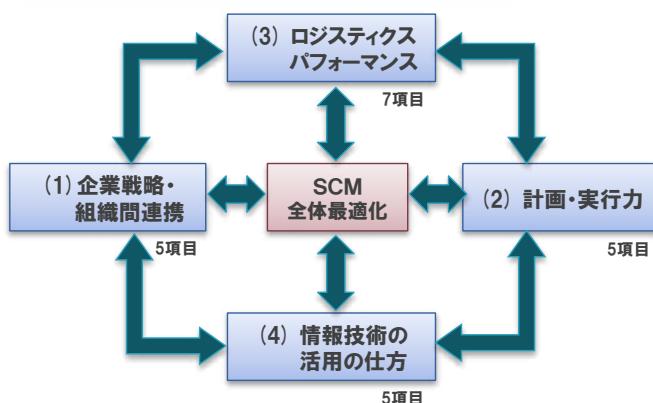 (3) ロジスティクス
パフォーマンス
7項目
(1) 企業戦略・
組織間連携
5項目
SCM
全体最適化
(2) 計画・実行力
5項目
(4) 情報技術の
活用の仕方
5項目